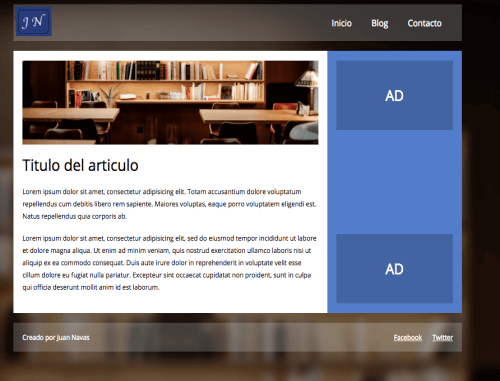 J N
Inicio Blog Contacto
AD
Titulo del articulo
Lorem ipsum dolor sit amet, consectetur adipisicing elit. Totam accusantium dolore voluptatum
repellendus cum debitis libero rem sapiente. Maiores voluptas, eaque porro voluptatem eligendi est.
Natus repellendus quia corporis ab.
Lorem ipsum dolor sit amet, consectetur adipisicing elit, sed do eiusmod tempor incididunt ut labore
et dolore magna aliqua. Ut enim ad minim veniam, quis nostrud exercitation ullamco laboris nisi ut
aliquip ex ea commodo consequat. Duis aute irure dolor in reprehenderit in voluptate velit esse
cillum dolore eu fugiat nulla pariatur. Excepteur sint occaecat cupidatat non proident, sunt in culpa
qui officia deserunt mollit anim id est laborum.
AD
Creado por Juan Navas
Facebook Twitter